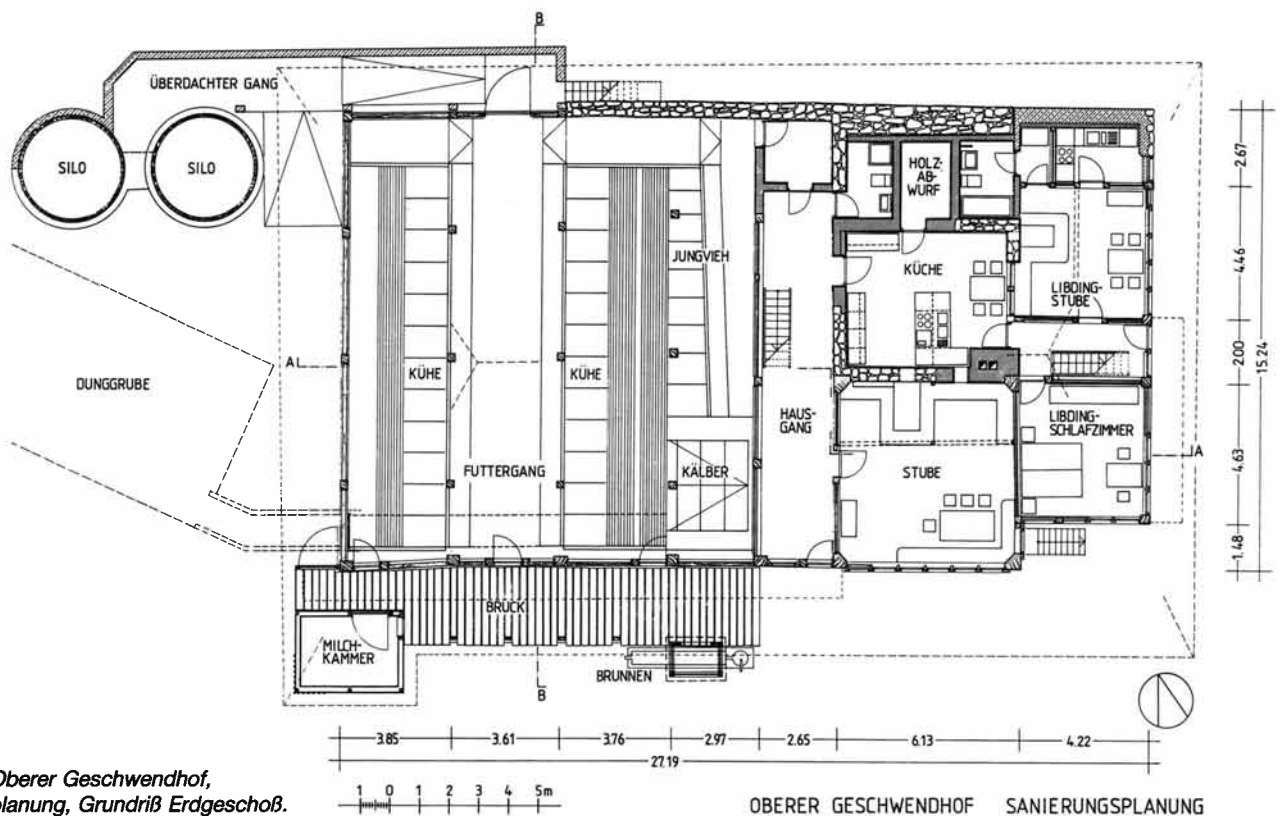 B
ÜBERDACHTER GANG
SILO
SILO
HOLZ-
AB-
WURF
2.67
JUNGVIEH
KÜCHE
4.46
LIBDING-
STUBE
A
KÜHE
KÜHE
2.00
15.24
DUNGGRUBE
HAUS-
GANG
LIBDING-
SCHLAFZIMMER
A
FUTTERGANG
KÄLBER
STUBE
4.63
1.48
BRUCK
MILCH-
KAMMER
BRUNNEN
B
3.85 3.61 3.76 2.97 2.65 6.13 4.22
27.19
Oberer Geschwendhof,
planung, Grundriß Erdgeschoß.
1 0 1 2 3 4 5m
OBERER GESCHWENDHOF SANIERUNGSPLANUNG